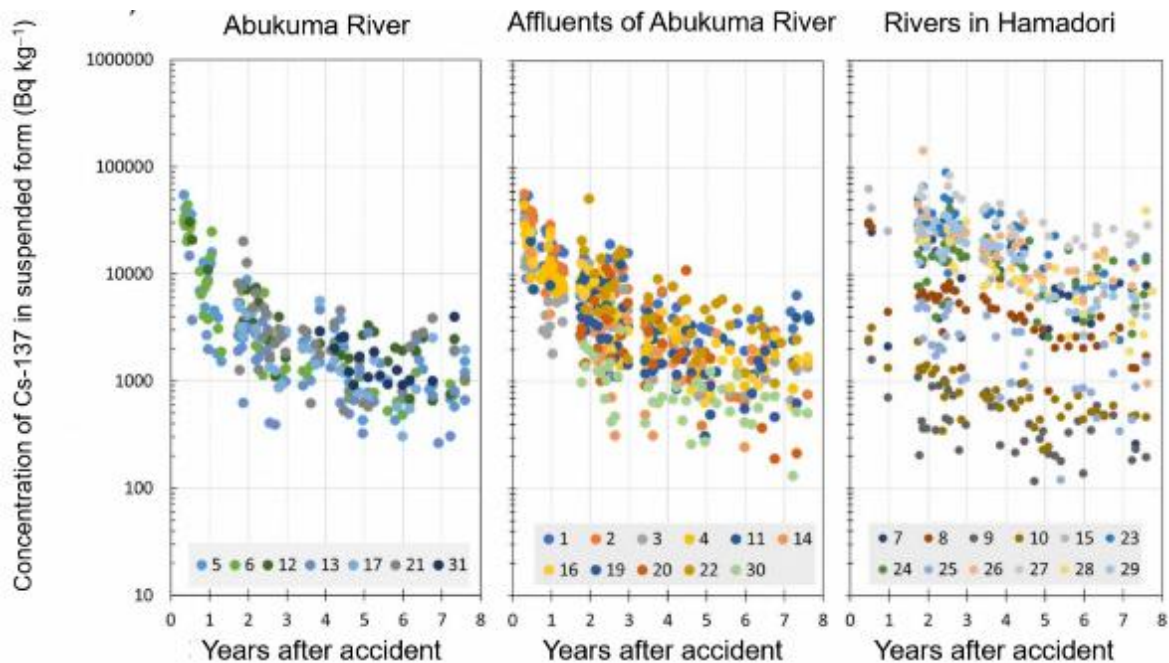 Abukuma River
Affluents of Abukuma River
Rivers in Hamadori
Concentration of Cs-137 in suspended form (Bq kg⁻¹)
1000000
100000
10000
1000
100
10
5 6 12 13 17 21 31
0 1 2 3 4 5 6 7 8
Years after accident
1 2 3 4 11 14
16 19 20 22 30
0 1 2 3 4 5 6 7 8
Years after accident
7 8 9 10 15 23
24 25 26 27 28 29
0 1 2 3 4 5 6 7 8
Years after accident